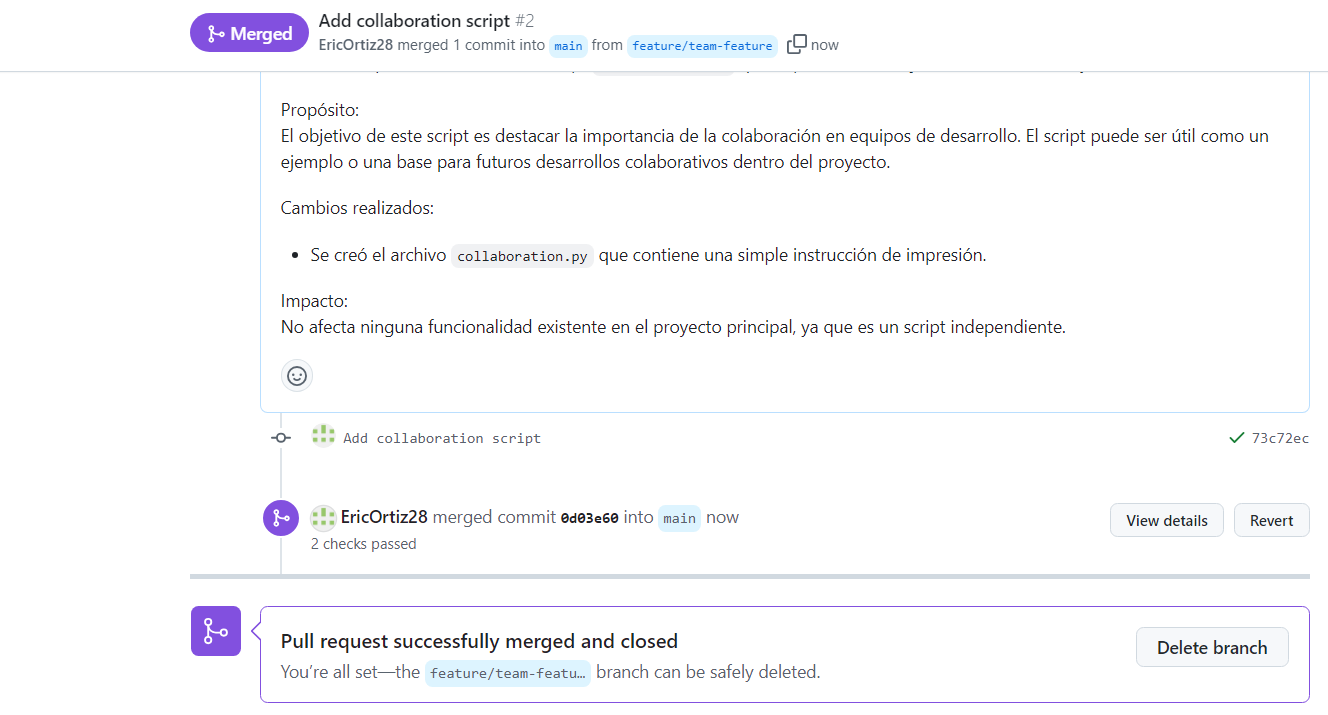 Merged
Add collaboration script #2
EricOrtiz28 merged 1 commit into main from feature/team-feature now
Propósito:
El objetivo de este script es destacar la importancia de la colaboración en equipos de desarrollo. El script puede ser útil como un
ejemplo o una base para futuros desarrollos colaborativos dentro del proyecto.
Cambios realizados:
• Se creó el archivo collaboration.py que contiene una simple instrucción de impresión.
Impacto:
No afecta ninguna funcionalidad existente en el proyecto principal, ya que es un script independiente.
Add collaboration script 73c72ec
EricOrtiz28 merged commit 0d03e60 into main now View details Revert
2 checks passed
Pull request successfully merged and closed
You’re all set—the feature/team-featu… branch can be safely deleted.
Delete branch